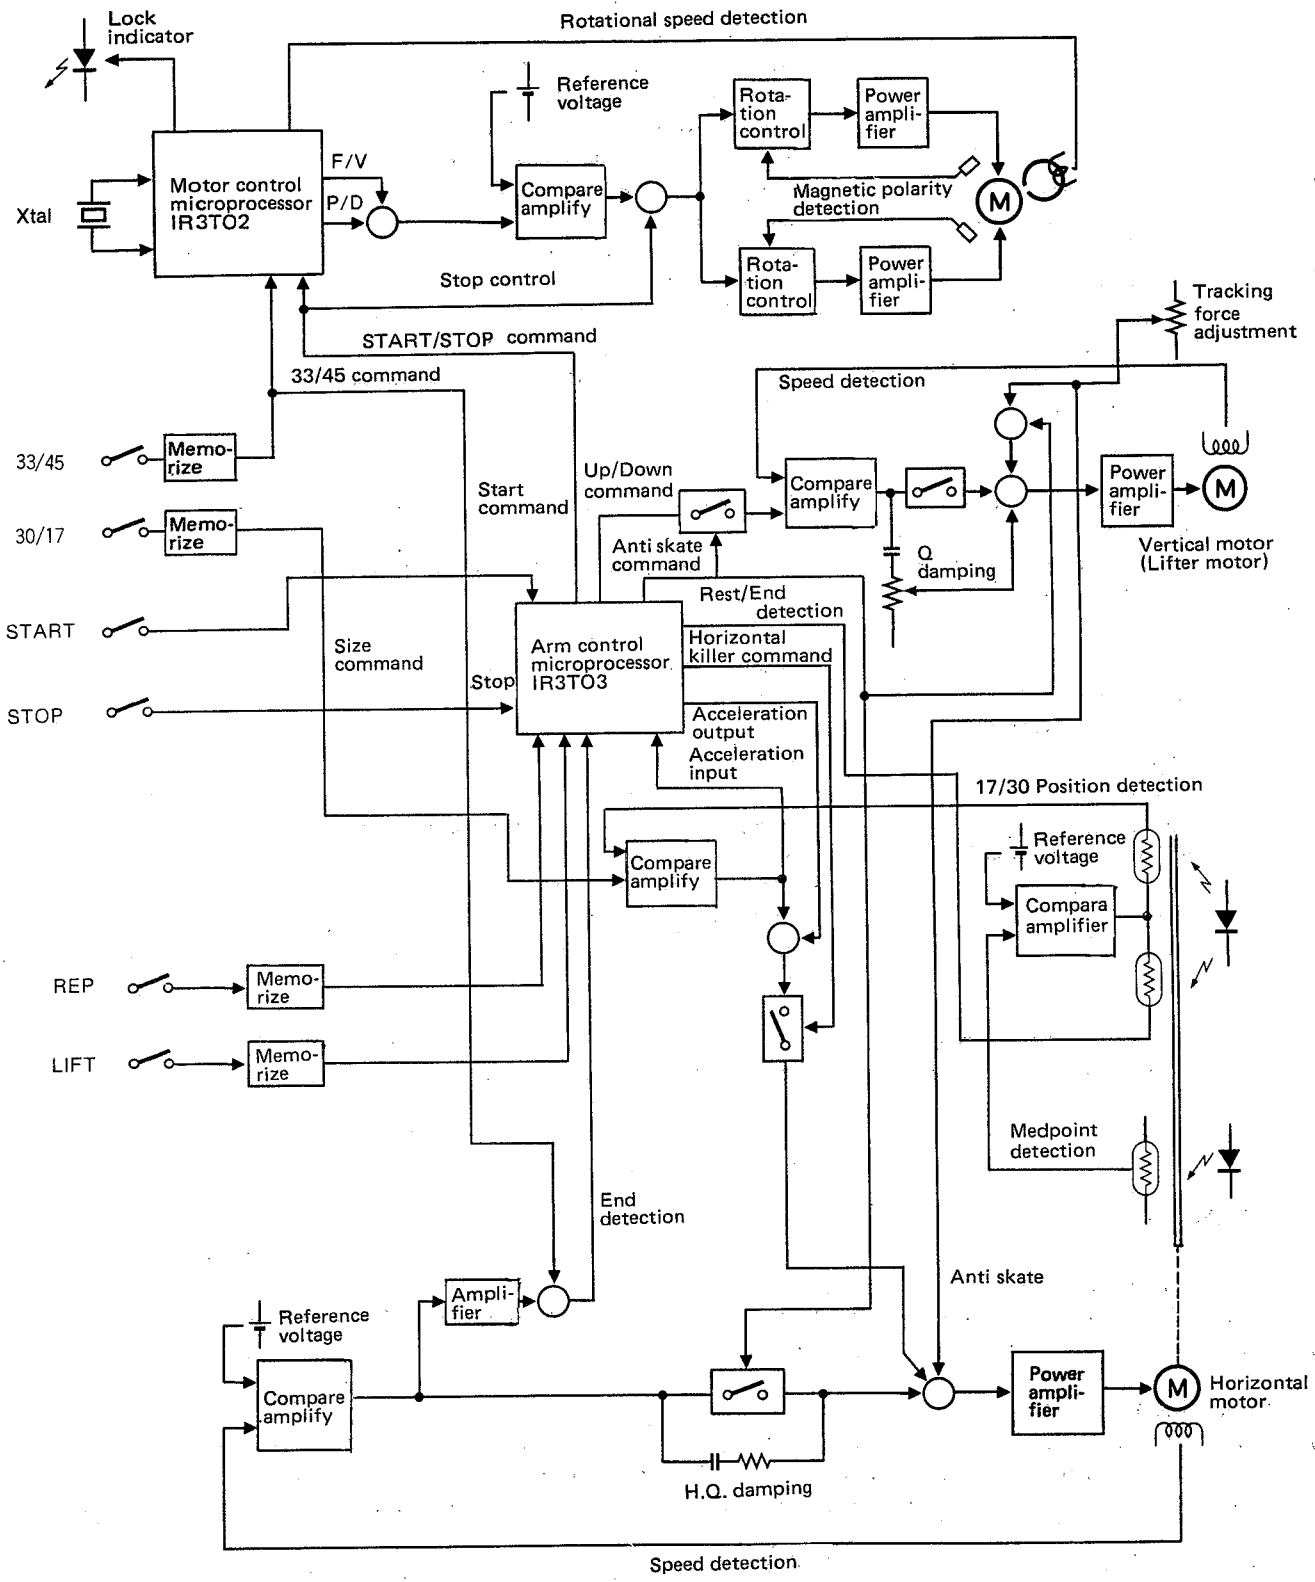 Lock
indicator
Rotational speed detection
Reference
voltage
Rota-
tion
control
Power
ampli-
fier
Motor control
microprocessor
IR3TO2
F/V
P/D
Xtal
Compare
amplify
Magnetic polarity
detection
M
Stop control
Rota-
tion
control
Power
ampli-
fier
START/STOP command
33/45 command
Tracking
force
adjustment
Speed detection
33/45
Memo-
rize
30/17
Memo-
rize
Start
command
Up/Down
command
Compare
amplify
Power
ampli-
fier
M
Vertical motor
(Lifter motor)
Anti skate
command
Q
damping
Rest/End
detection
START
Size
command
Arm control
microprocessor
IR3TO3
Horizontal
killer command
Stop
STOP
Acceleration
output
Acceleration
input
17/30 Position detection
Reference
voltage
Compare
amplify
Compara
amplifier
REP
Memo-
rize
LIFT
Memo-
rize
Medpoint
detection
End
detection
Anti skate
Ampli-
fier
Reference
voltage
Compare
amplify
Power
ampli-
fier
M
Horizontal
motor
H.Q. damping
Speed detection